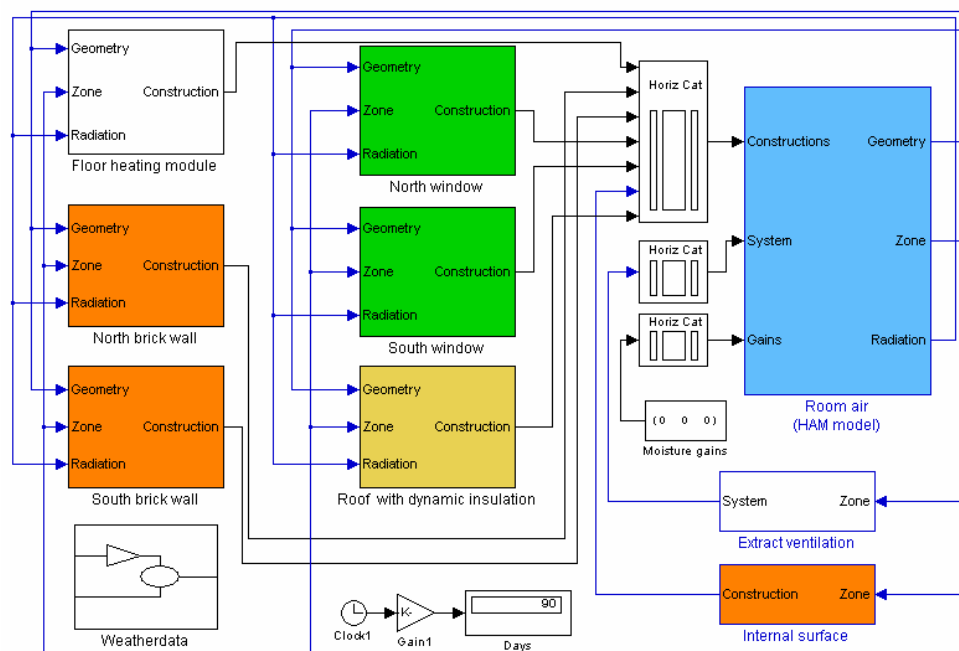 Geometry
Zone
Construction
Radiation
Floor heating module
Geometry
Zone
Construction
Radiation
North brick wall
Geometry
Zone
Construction
Radiation
South brick wall
Weatherdata
Geometry
Zone
Construction
Radiation
North window
Geometry
Zone
Construction
Radiation
South window
Geometry
Zone
Construction
Radiation
Roof with dynamic insulation
Clock1
K-
Gain1
90
Days
Horiz Cat
Horiz Cat
Horiz Cat
(0 0 0)
Moisture gains
Constructions
Geometry
System
Zone
Gains
Radiation
Room air
(HAM model)
System
Zone
Extract ventilation
Construction
Zone
Internal surface